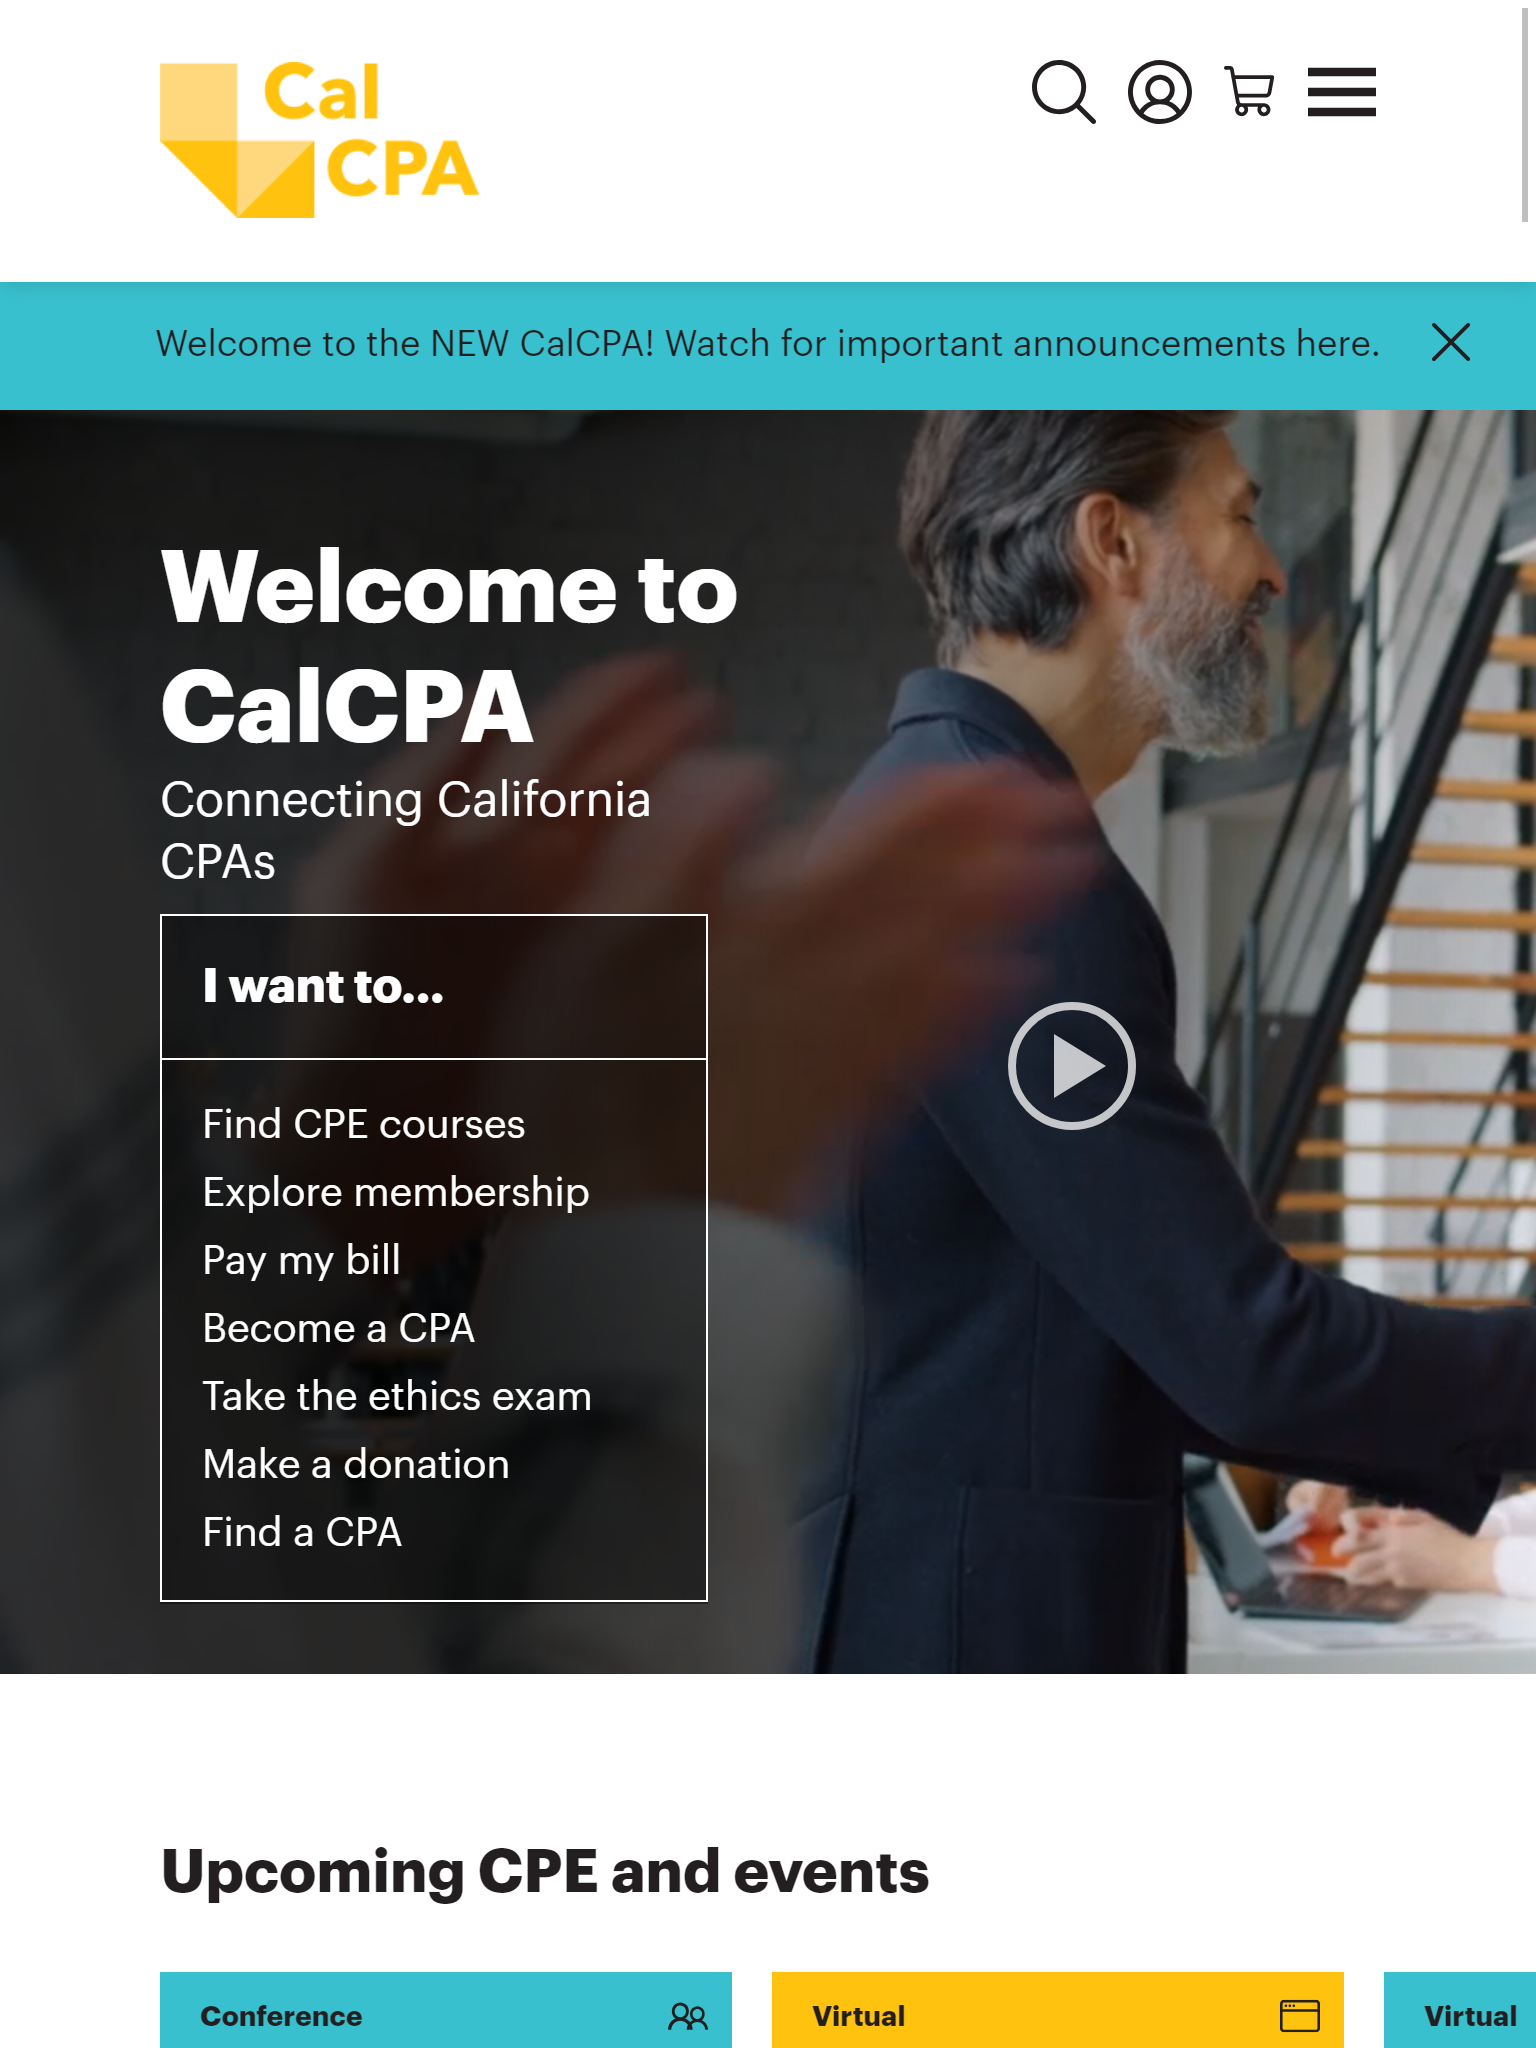 Cal
CPA
Welcome to the NEW CalCPA! Watch for important announcements here.
Welcome to
CalCPA
Connecting California
CPAs
I want to...
Find CPE courses
Explore membership
Pay my bill
Become a CPA
Take the ethics exam
Make a donation
Find a CPA
Upcoming CPE and events
Conference
Virtual
Virtual